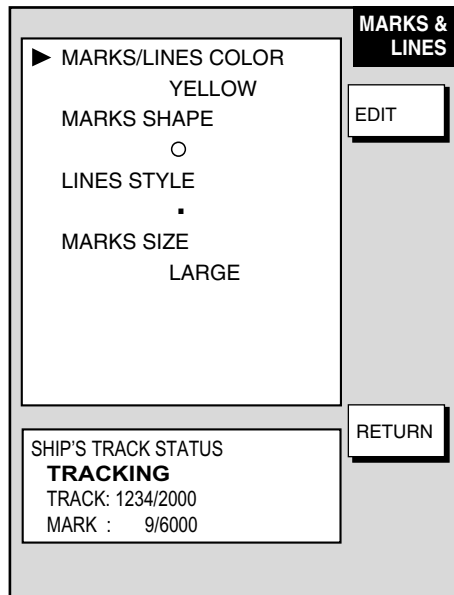 MARKS &
LINES
▶ MARKS/LINES COLOR
YELLOW
MARKS SHAPE
○
LINES STYLE
·
MARKS SIZE
LARGE
EDIT
RETURN
SHIP'S TRACK STATUS
TRACKING
TRACK: 1234/2000
MARK : 9/6000